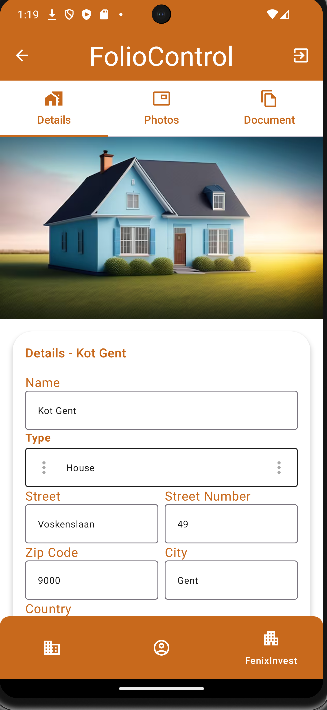 1:19
FolioControl
Details Photos Document
Details - Kot Gent
Name
Kot Gent
Type
House
Street Street Number
Voskenslaan 49
Zip Code City
9000 Gent
Country
FenixInvest